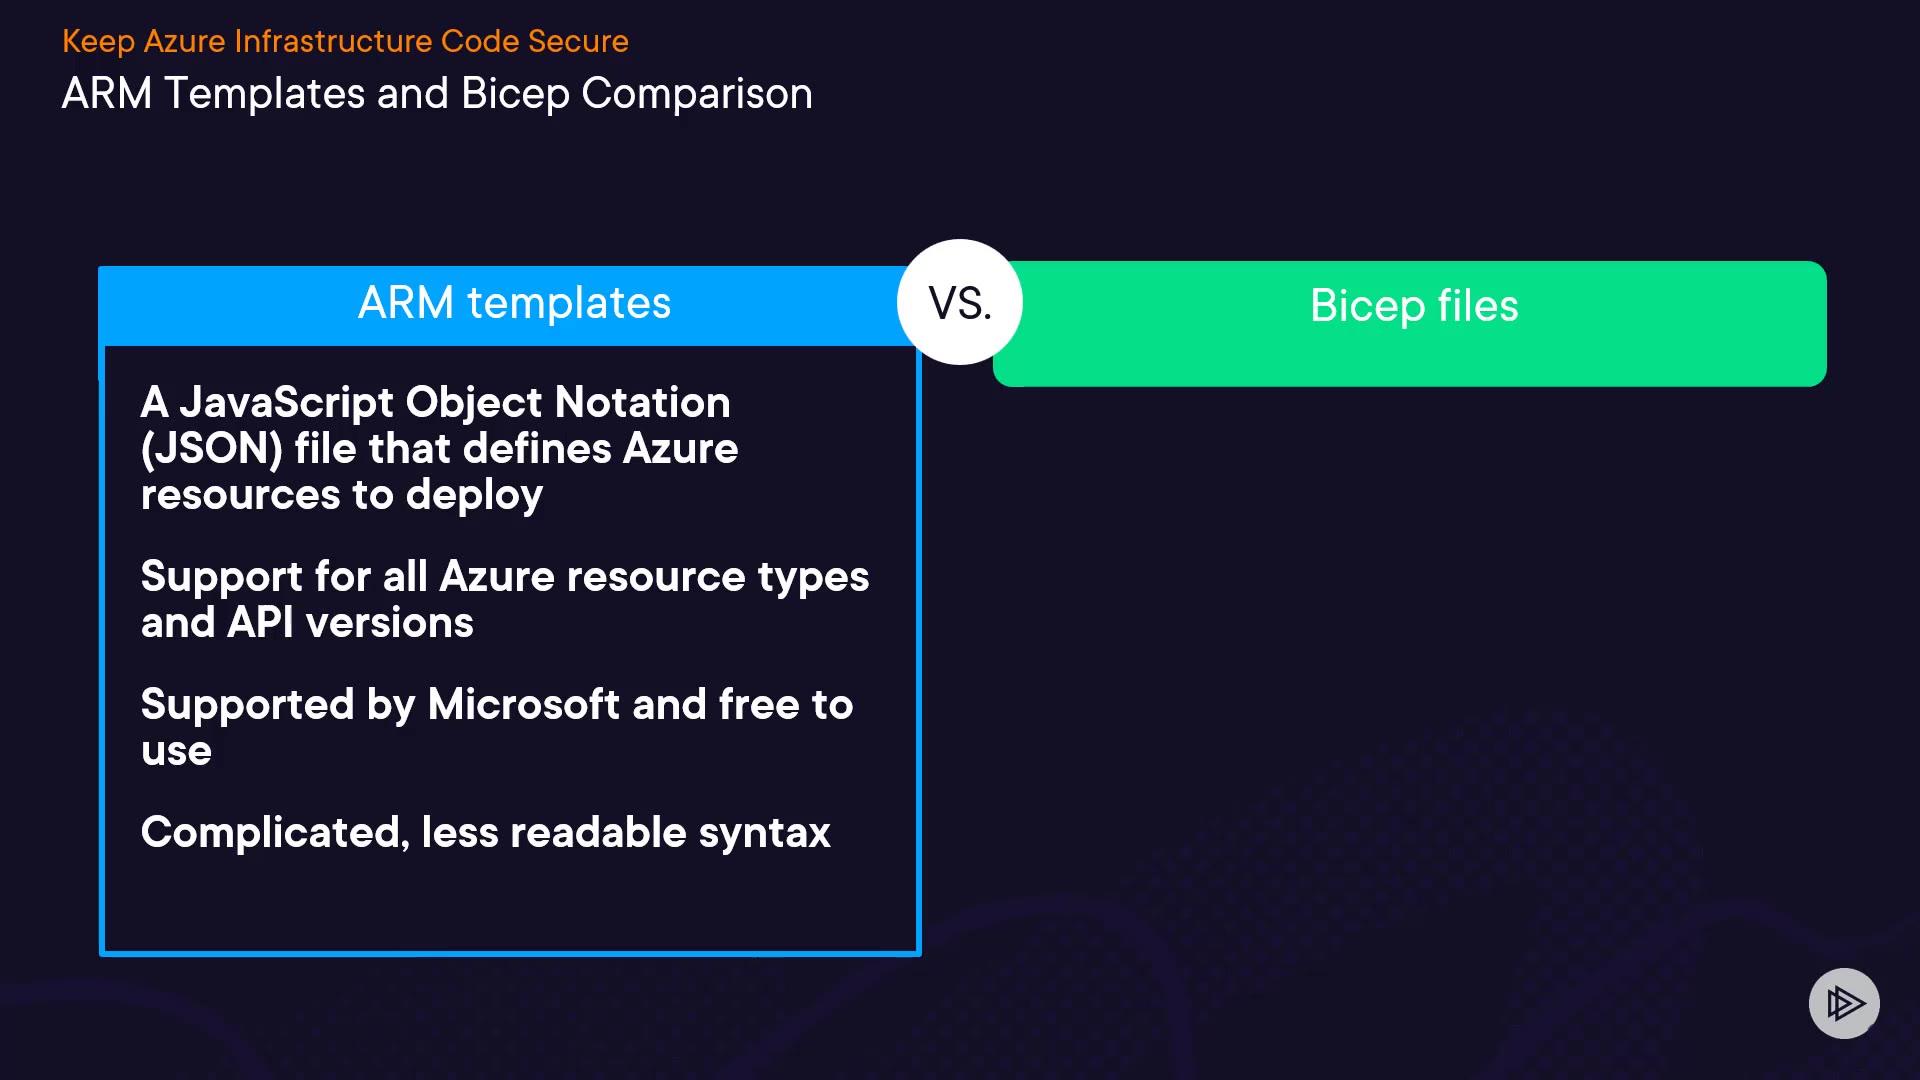 Keep Azure Infrastructure Code Secure
ARM Templates and Bicep Comparison
ARM templates
VS.
Bicep files
A JavaScript Object Notation
(JSON) file that defines Azure
resources to deploy
Support for all Azure resource types
and API versions
Supported by Microsoft and free to
use
Complicated, less readable syntax